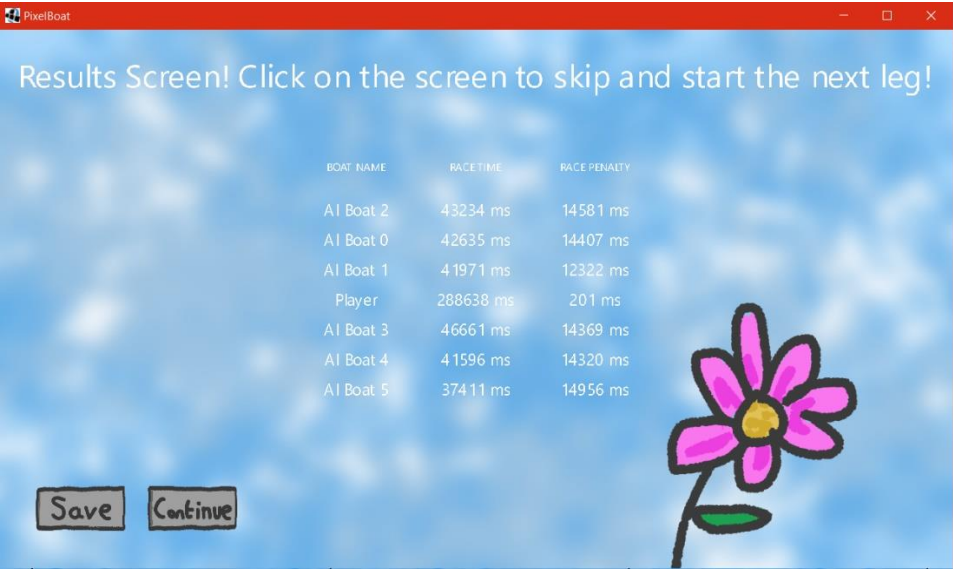 PixelBoat
Results Screen! Click on the screen to skip and start the next leg!
BOAT NAME RACE TIME RACE PENALTY
AI Boat 2 43234 ms 14581 ms
AI Boat 0 42635 ms 14407 ms
AI Boat 1 41971 ms 12322 ms
Player 288638 ms 201 ms
AI Boat 3 46661 ms 14369 ms
AI Boat 4 41596 ms 14320 ms
AI Boat 5 37411 ms 14956 ms
Save Continue